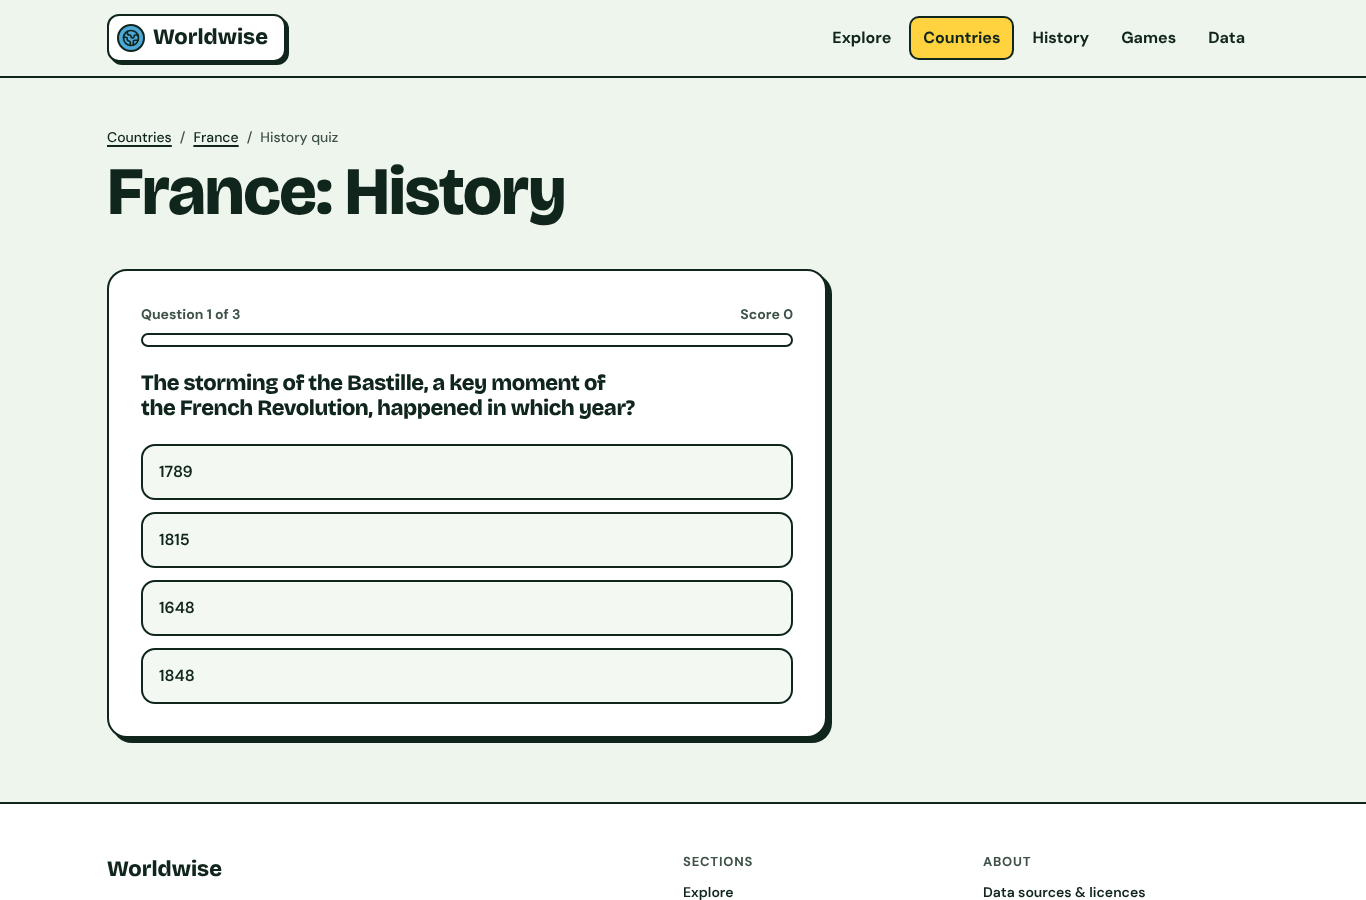 Worldwise
Explore
Countries
History
Games
Data
Countries / France / History quiz
France: History
Question 1 of 3
Score 0
The storming of the Bastille, a key moment of
the French Revolution, happened in which year?
1789
1815
1648
1848
Worldwise
SECTIONS
Explore
ABOUT
Data sources & licences